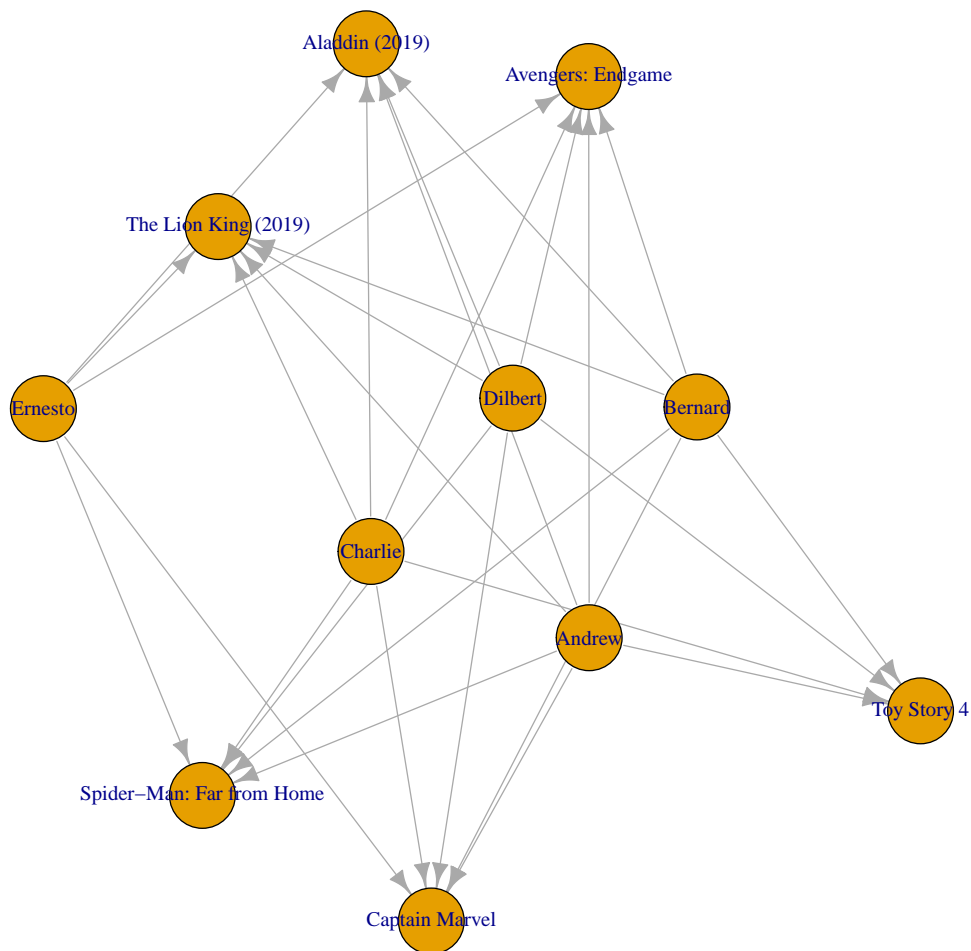 Aladdin (2019)
Avengers: Endgame
The Lion King (2019)
Ernesto
Dilbert
Bernard
Charlie
Andrew
Toy Story 4
Spider−Man: Far from Home
Captain Marvel